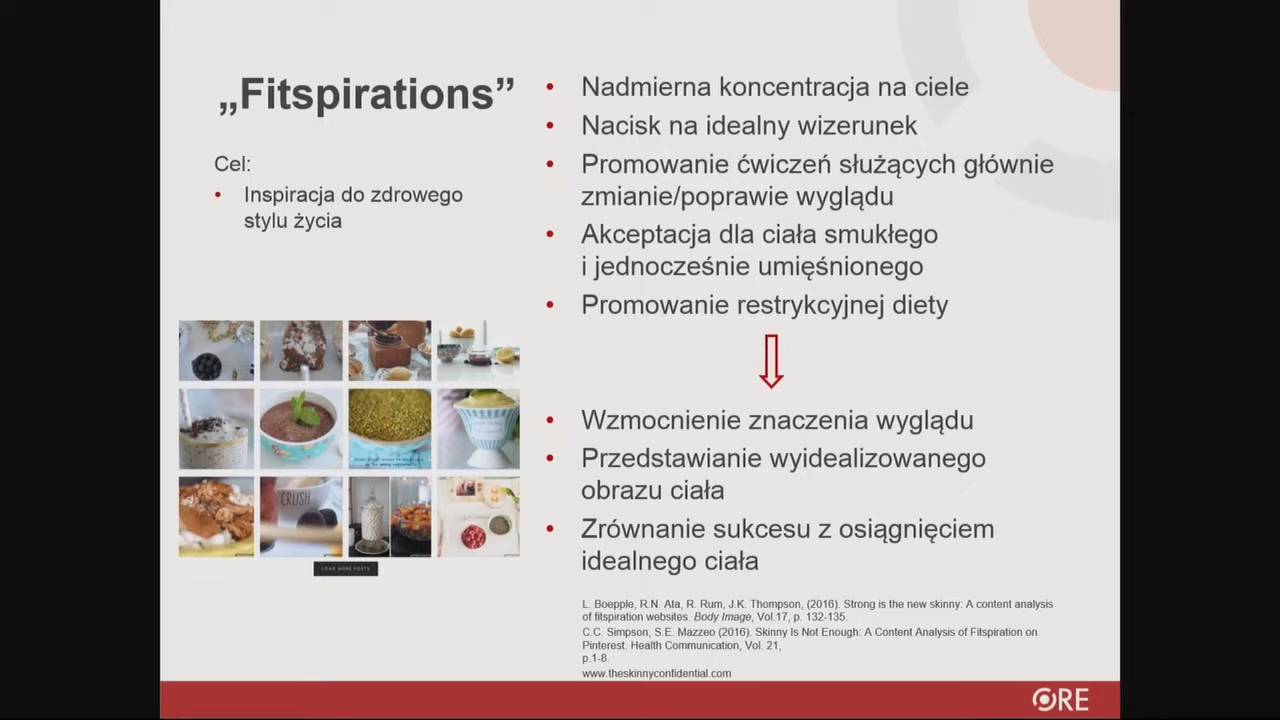 „Fitspirations”
Cel:
• Inspiracja do zdrowego
stylu życia
CRUSH
LOAD MORE POSTS
• Nadmierna koncentracja na ciele
• Nacisk na idealny wizerunek
• Promowanie ćwiczeń służących głównie
zmianie/poprawie wyglądu
• Akceptacja dla ciała smukłego
i jednocześnie umięśnionego
• Promowanie restrykcyjnej diety
• Wzmocnienie znaczenia wyglądu
• Przedstawianie wyidealizowanego
obrazu ciała
• Zrównanie sukcesu z osiągnięciem
idealnego ciała
L. Boepple, R.N. Ata, R. Rum, J.K. Thompson, (2016). Strong is the new skinny: A content analysis
of fitspiration websites. Body Image, Vol.17, p. 132-135.
C.C. Simpson, S.E. Mazzeo (2016). Skinny Is Not Enough: A Content Analysis of Fitspiration on
Pinterest. Health Communication, Vol. 21,
p.1-8.
www.theskinnyconfidential.com
ORE